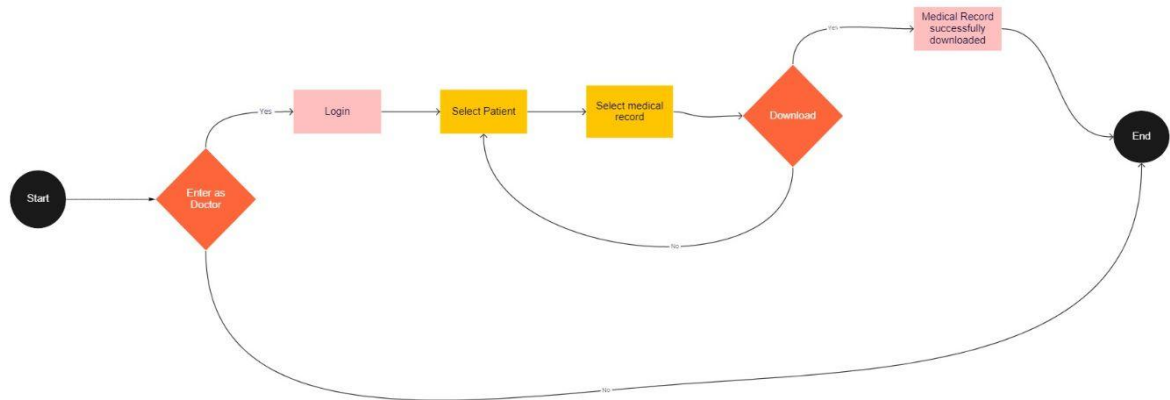 Yes
Medical Record
successfully
downloaded
Yes
Login
Select Patient
Select medical
record
Download
End
Start
Enter as
Doctor
No
No